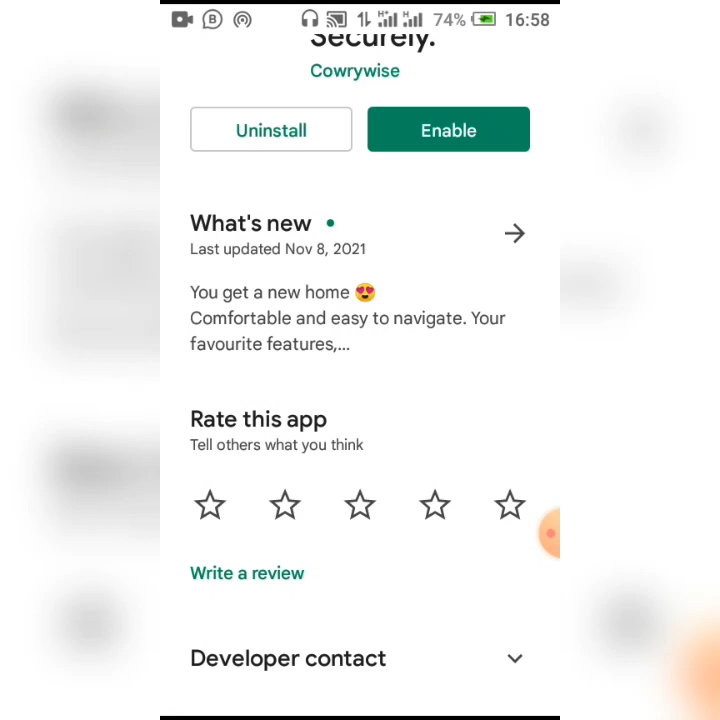 74% 16:58
Securely.
Cowrywise
Uninstall
Enable
What's new
Last updated Nov 8, 2021
You get a new home 😍
Comfortable and easy to navigate. Your
favourite features,...
Rate this app
Tell others what you think
Write a review
Developer contact